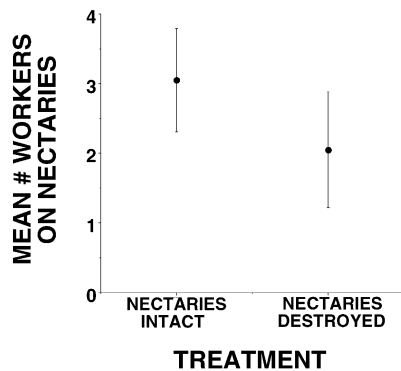 4
3
2
1
0
MEAN # WORKERS
ON NECTARIES
NECTARIES
INTACT
NECTARIES
DESTROYED
TREATMENT